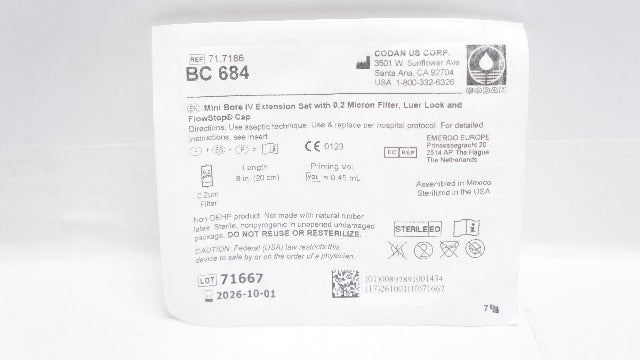 REF 71.7186
BC 684
CODAN US CORP.
3501 W. Sunflower Ave
Santa Ana, CA 92704
USA 1-800-332-6326
CODAN
EN Mini Bore IV Extension Set with 0.2 Micron Filter, Luer Lock and
FlowStop® Cap
Directions: Use aseptic technique. Use & replace per hospital protocol. For detailed
instructions, see insert.
CE 0123
EC REP
EMERGO EUROPE
Prinsessegracht 20
2514 AP The Hague
The Netherlands
0.2μm
Filter
Length
8 in. (20 cm)
Priming Vol
VOL ≈ 0.45 mL
Assembled in Mexico
Sterilized in the USA
Non-DEHP product. Not made with natural rubber
latex. Sterile, nonpyrogenic in unopened undamaged
package. DO NOT REUSE OR RESTERILIZE.
CAUTION: Federal (USA) law restricts this
device to sale by or on the order of a physician.
STERILE EO
LOT 71667
2026-10-01
(17)261001(10)71667
7